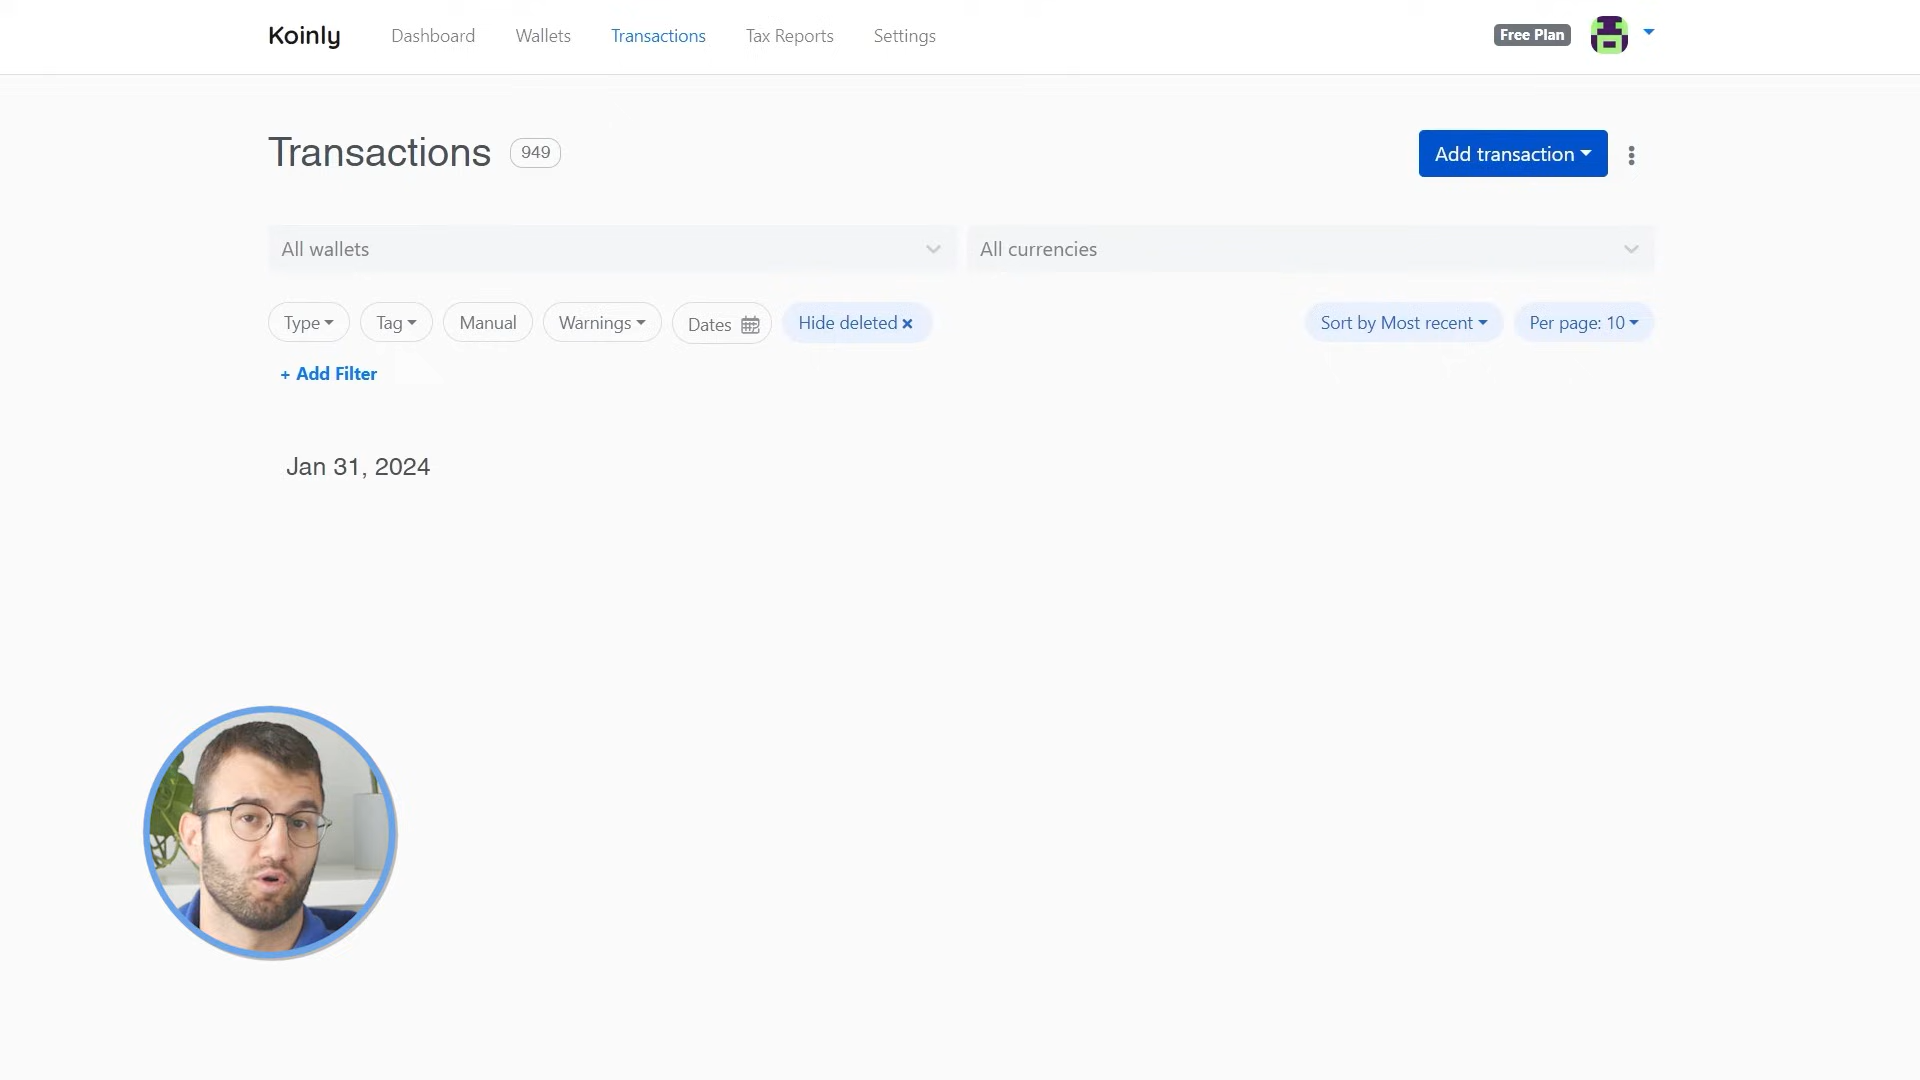 Koinly Dashboard Wallets Transactions Tax Reports Settings Free Plan
Transactions 949 Add transaction
All wallets All currencies
Type Tag Manual Warnings Dates Hide deleted × Sort by Most recent Per page: 10
+ Add Filter
Jan 31, 2024